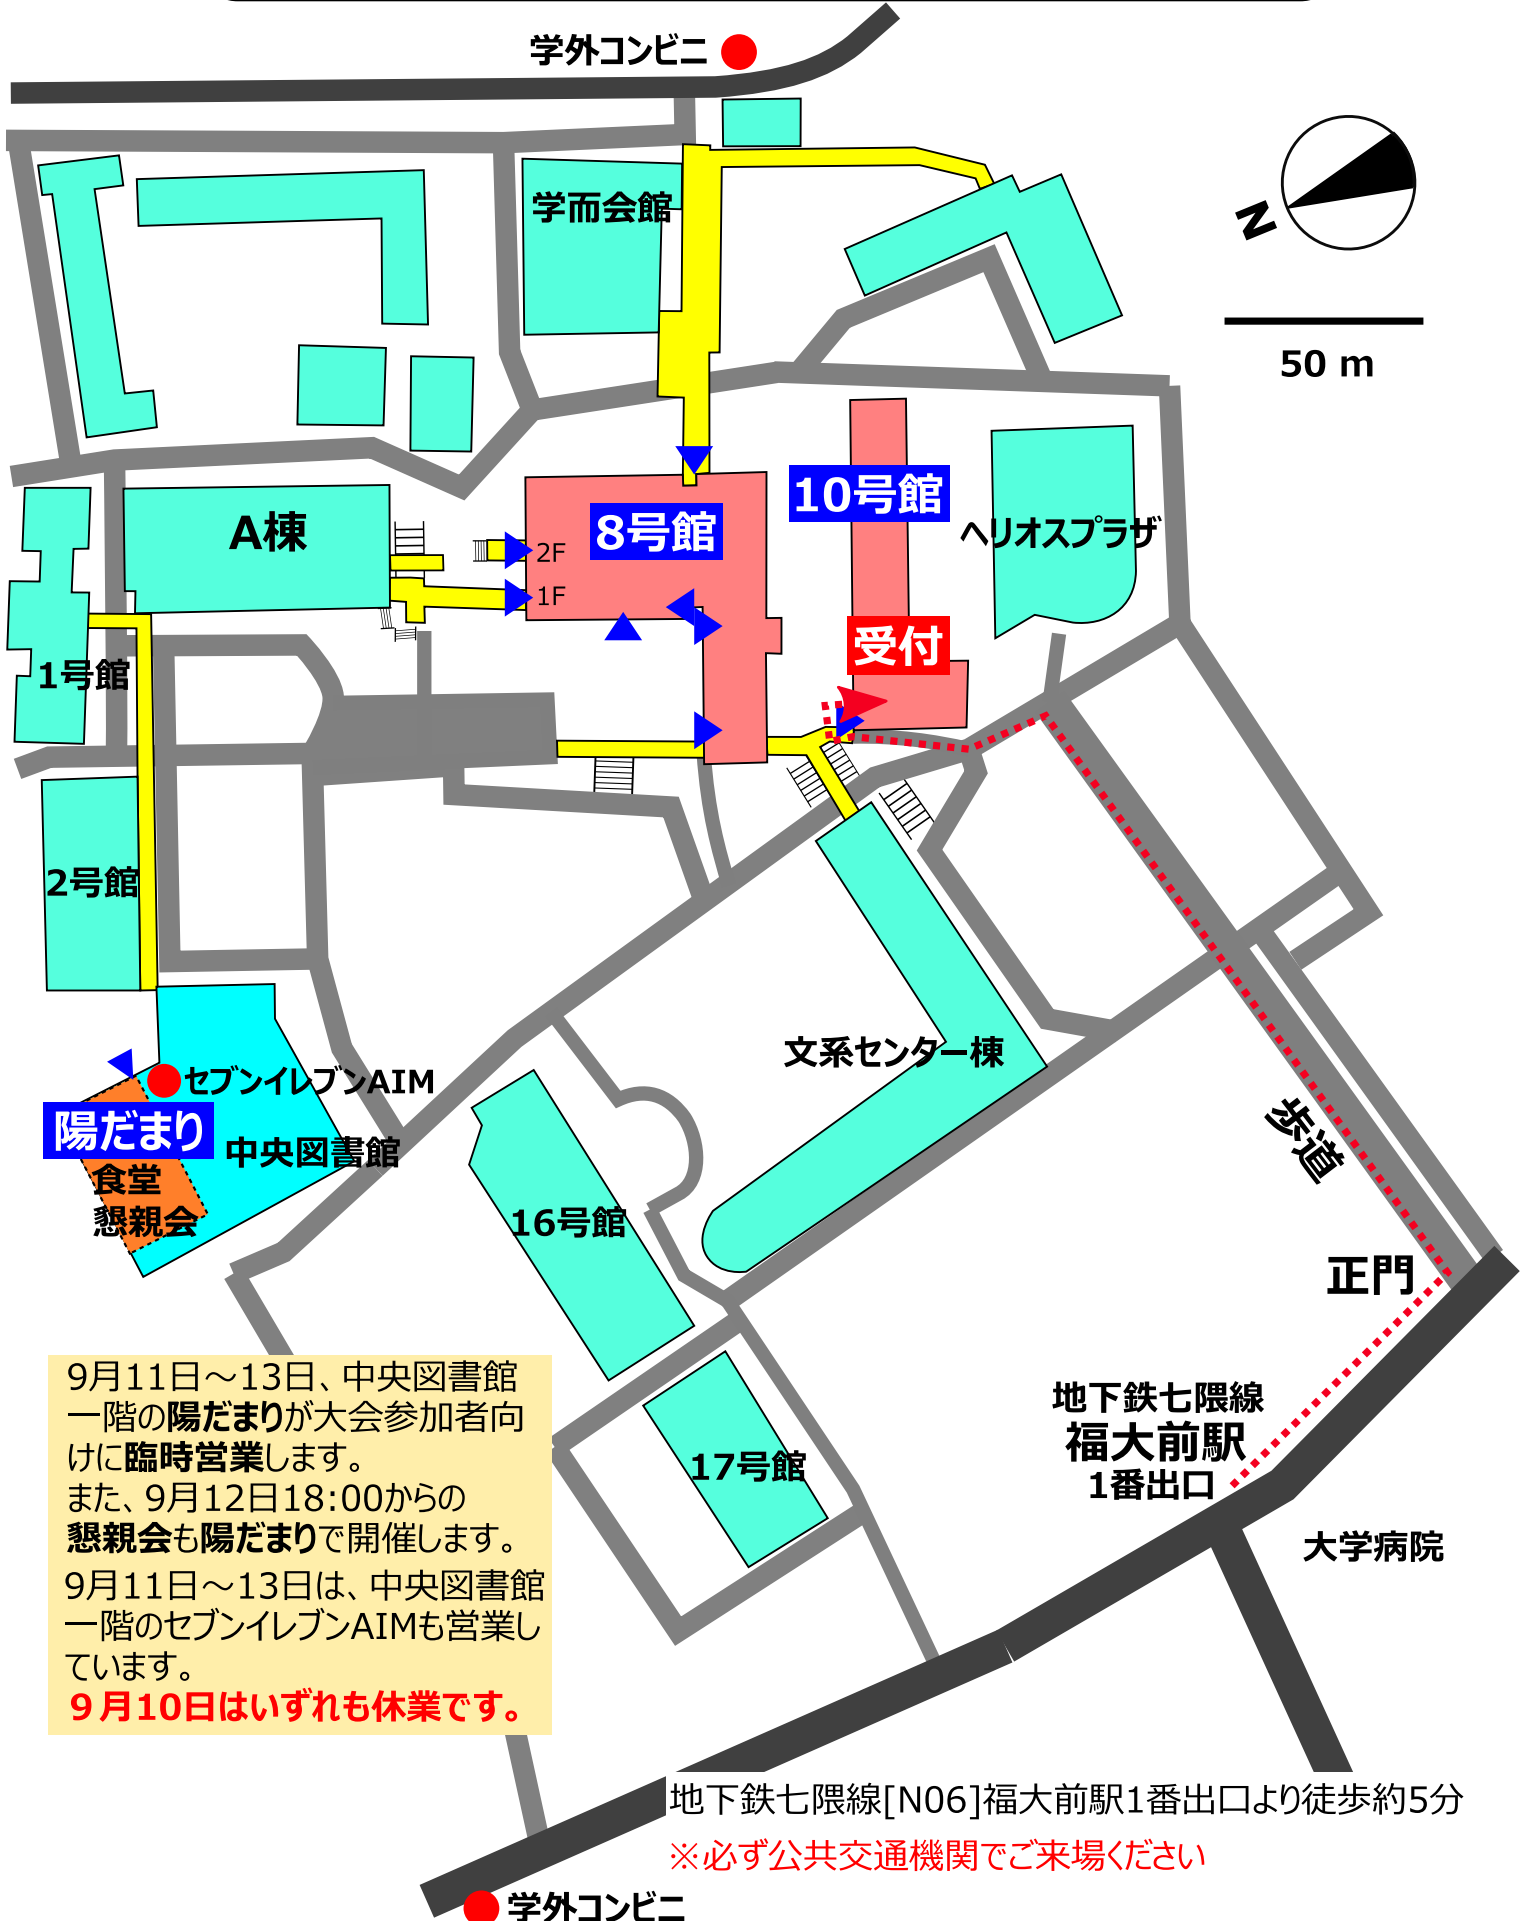 学外コンビニ
N
50 m
学而会館
10号館
ヘリオスプラザ
A棟
8号館
2F
1F
受付
1号館
2号館
セブンイレブンAIM
陽だまり
中央図書館
食堂
懇親会
文系センター棟
16号館
歩道
正門
地下鉄七隈線
福大前駅
1番出口
17号館
大学病院
9月11日～13日、中央図書館
一階の陽だまりが大会参加者向
けに臨時営業します。
また、9月12日18:00からの
懇親会も陽だまりで開催します。
9月11日～13日は、中央図書館
一階のセブンイレブンAIMも営業し
ています。
９月10日はいずれも休業です。
地下鉄七隈線[N06]福大前駅1番出口より徒歩約5分
※必ず公共交通機関でご来場ください
学外コンビニ